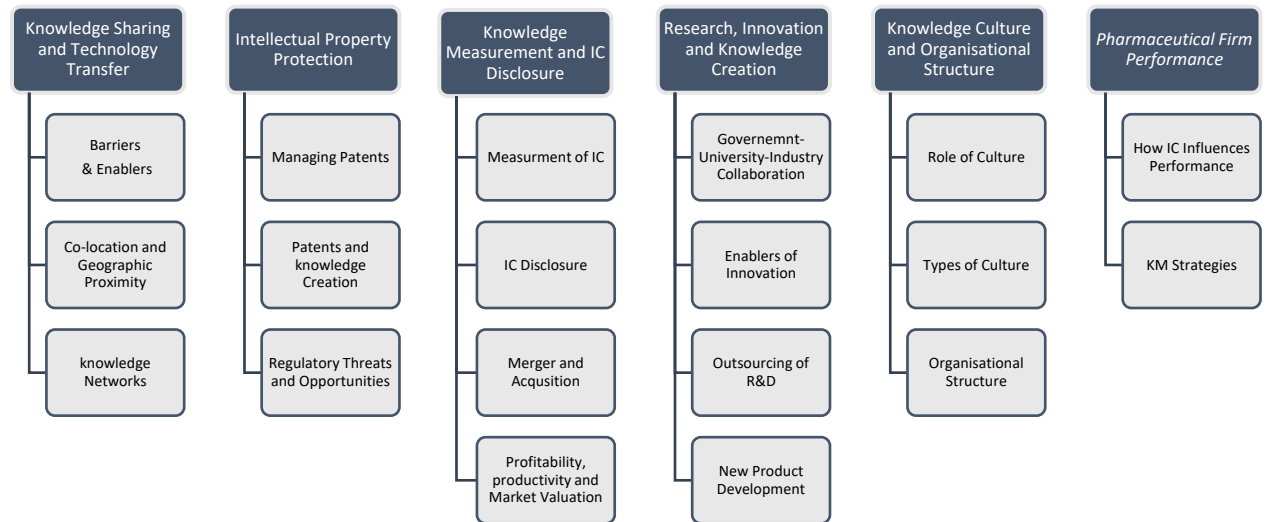 Knowledge Sharing
and Technology
Transfer
Barriers
& Enablers
Co-location and
Geographic
Proximity
knowledge
Networks
Intellectual Property
Protection
Managing Patents
Patents and
knowledge
Creation
Regulatory Threats
and Opportunities
Knowledge
Measurement and IC
Disclosure
Measurment of IC
IC Disclosure
Merger and
Acqusition
Profitability,
productivity and
Market Valuation
Research, Innovation
and Knowledge
Creation
Governemnt-
University-Industry
Collaboration
Enablers of
Innovation
Outsourcing of
R&D
New Product
Development
Knowledge Culture
and Organisational
Structure
Role of Culture
Types of Culture
Organisational
Structure
Pharmaceutical Firm
Performance
How IC Influences
Performance
KM Strategies